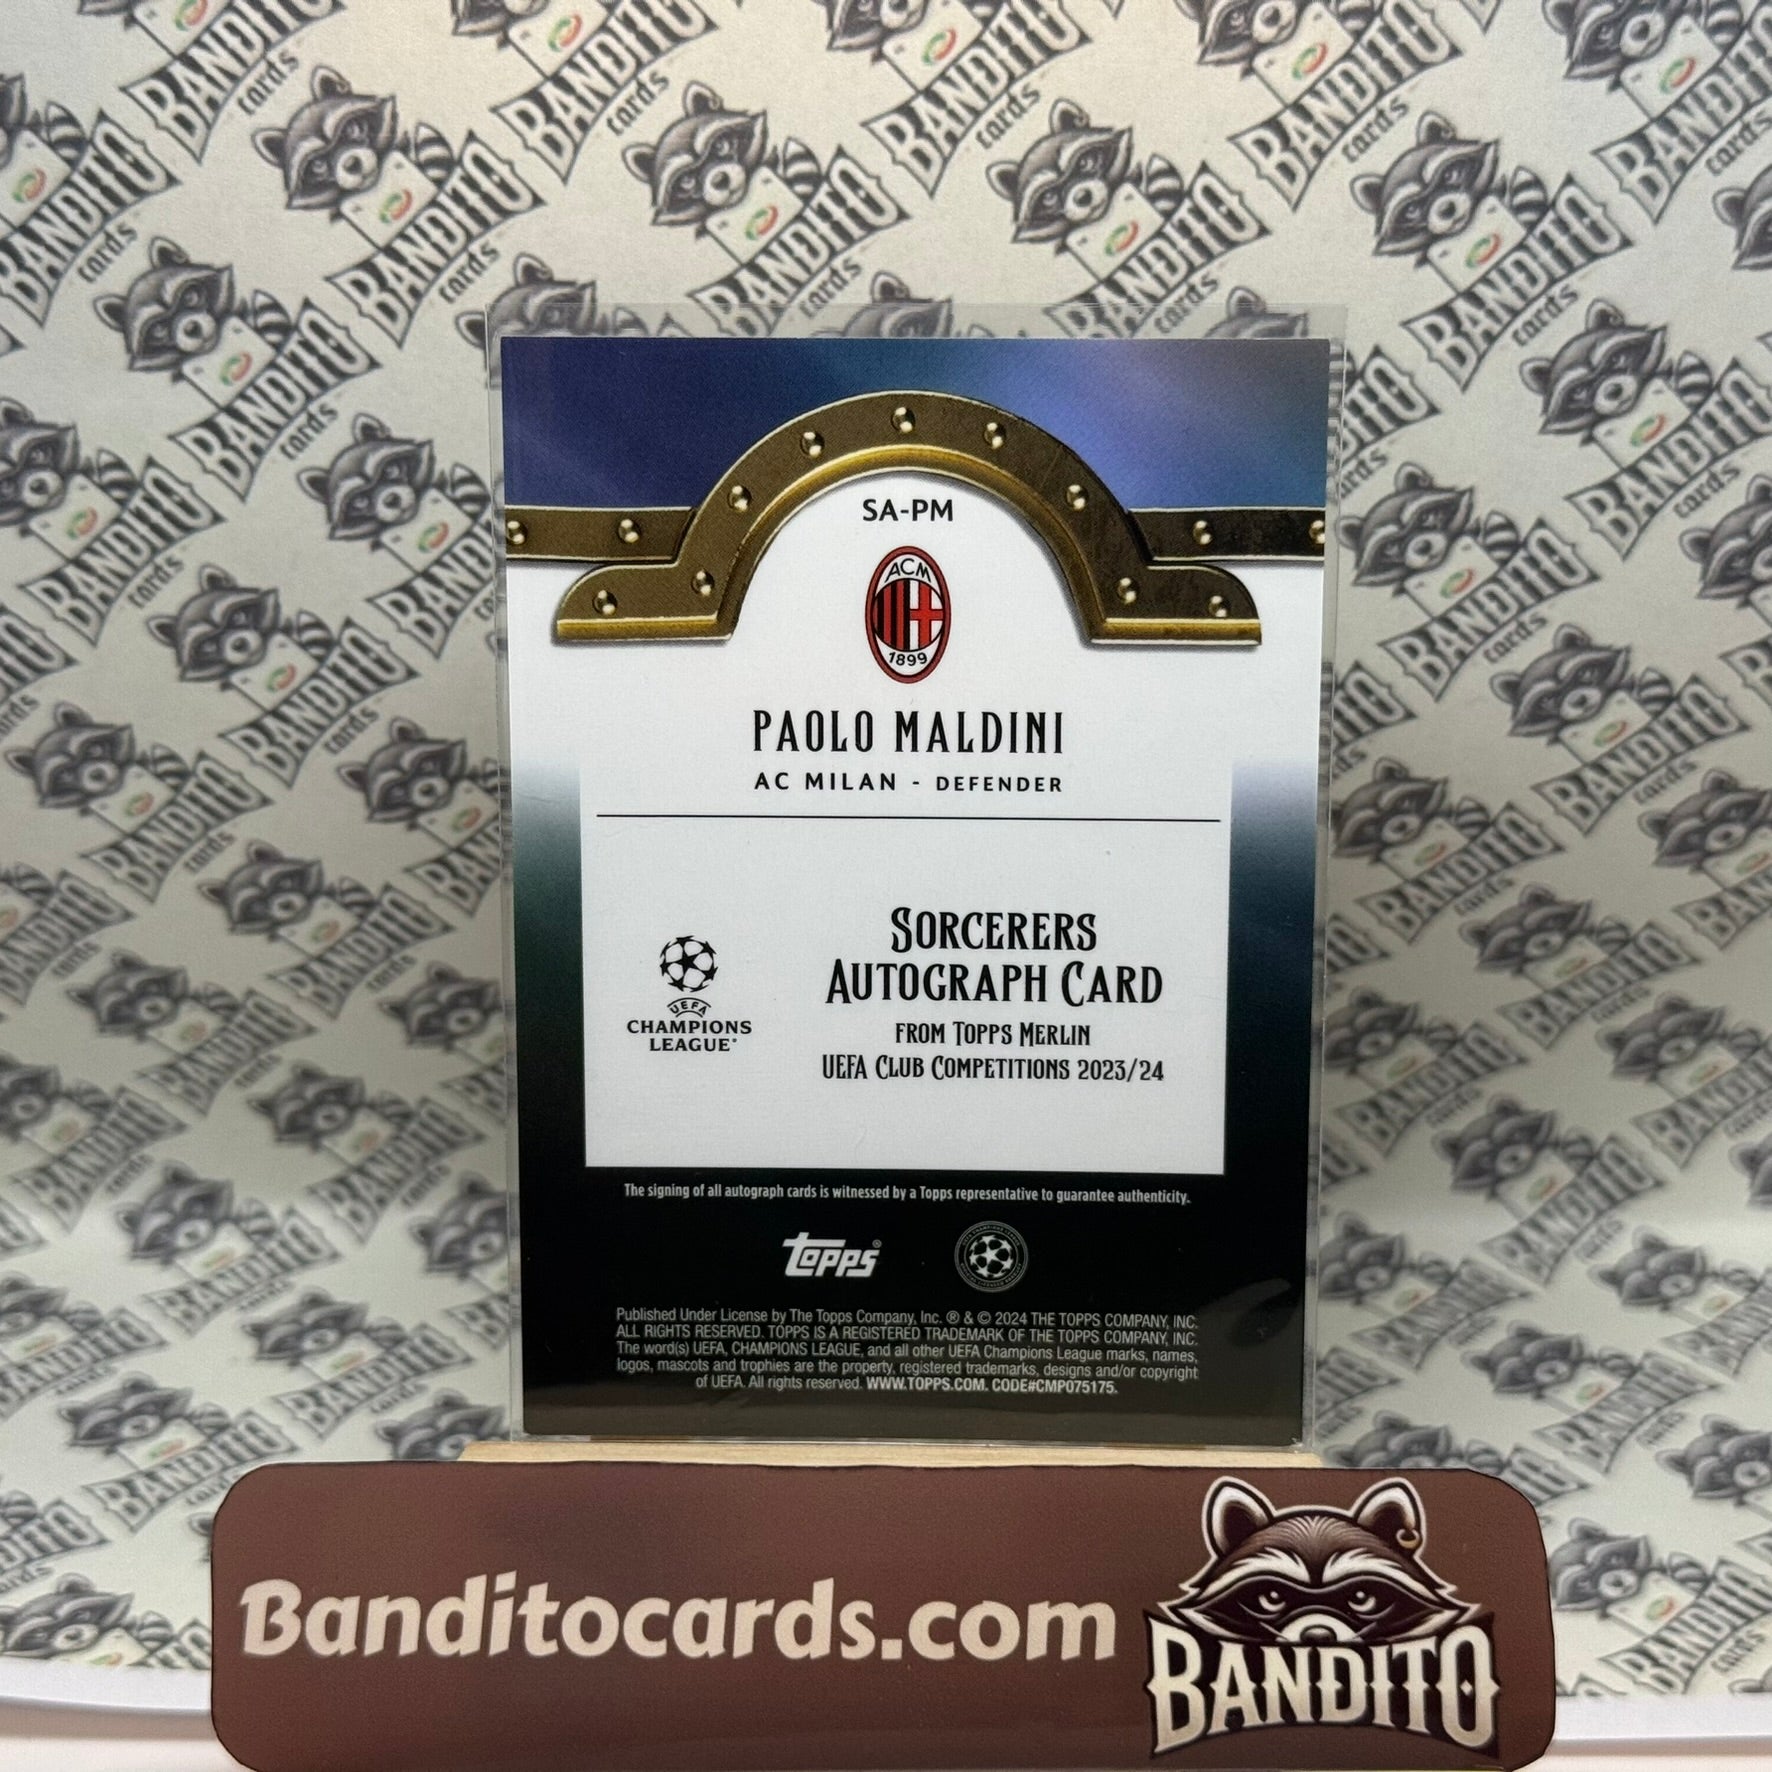 SA-PM
ACM
1899
PAOLO MALDINI
AC MILAN - DEFENDER
SORCERERS
AUTOGRAPH CARD
FROM TOPPS MERLIN
UEFA CLUB COMPETITIONS 2023/24
UEFA
CHAMPIONS
LEAGUE®
The signing of all autograph cards is witnessed by a Topps representative to guarantee authenticity.
Topps®
Published Under License by The Topps Company, Inc. ® & © 2024 THE TOPPS COMPANY, INC.
ALL RIGHTS RESERVED. TOPPS IS A REGISTERED TRADEMARK OF THE TOPPS COMPANY, INC.
The word(s) UEFA, CHAMPIONS LEAGUE, and all other UEFA Champions League marks, names,
logos, mascots and trophies are the property, registered trademarks, designs and/or copyright
of UEFA. All rights reserved. WWW.TOPPS.COM. CODE#CMP075175.
Banditocards.com
BANDITO
BANDITO
cards